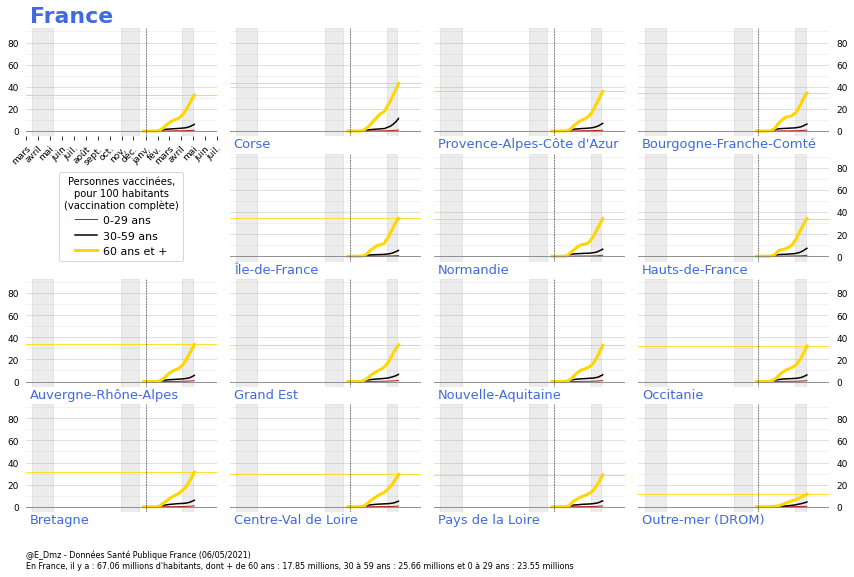 France
80
60
40
20
0
80
60
40
20
0
mars
avril
mai
juin
juil.
août
sept.
oct.
nov.
déc.
janv.
fév.
mars
avril
mai
juin
juil.
Corse
Provence-Alpes-Côte d'Azur
Bourgogne-Franche-Comté
Personnes vaccinées,
pour 100 habitants
(vaccination complète)
0-29 ans
30-59 ans
60 ans et +
80
60
40
20
0
Île-de-France
Normandie
Hauts-de-France
80
60
40
20
0
80
60
40
20
0
Auvergne-Rhône-Alpes
Grand Est
Nouvelle-Aquitaine
Occitanie
80
60
40
20
0
80
60
40
20
0
Bretagne
Centre-Val de Loire
Pays de la Loire
Outre-mer (DROM)
@E_Dmz - Données Santé Publique France (06/05/2021)
En France, il y a : 67.06 millions d'habitants, dont + de 60 ans : 17.85 millions, 30 à 59 ans : 25.66 millions et 0 à 29 ans : 23.55 millions